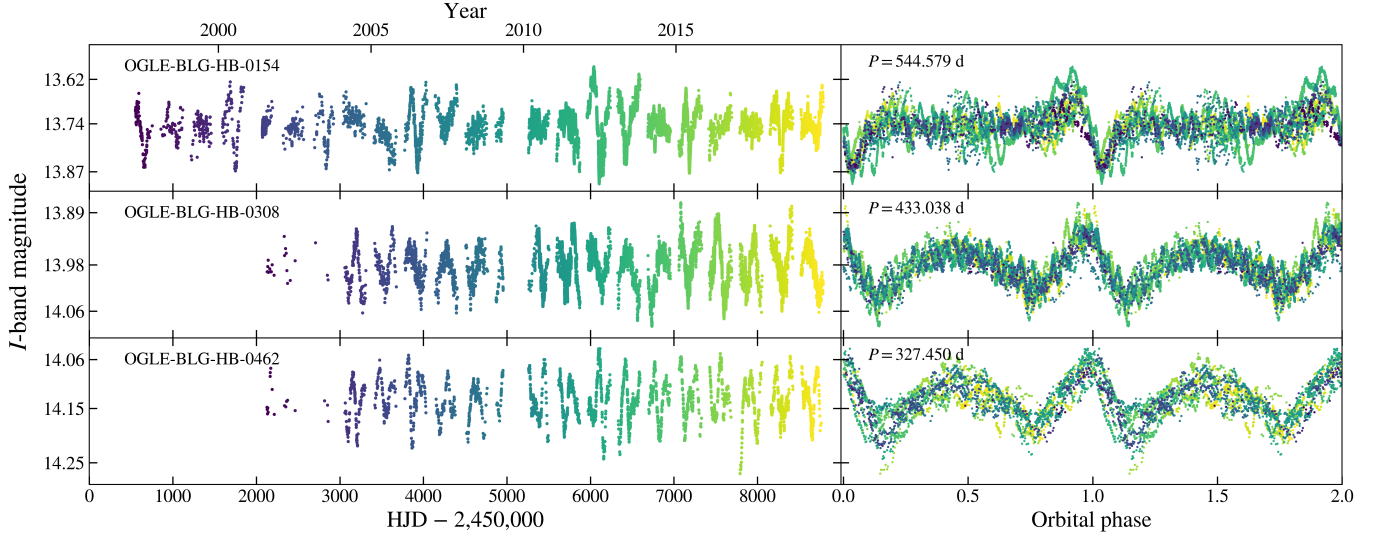 Year
2000 2005 2010 2015
I-band magnitude
OGLE-BLG-HB-0154
P = 544.579 d
13.62
13.74
13.87
OGLE-BLG-HB-0308
P = 433.038 d
13.89
13.98
14.06
OGLE-BLG-HB-0462
P = 327.450 d
14.06
14.15
14.25
0 1000 2000 3000 4000 5000 6000 7000 8000 0.0 0.5 1.0 1.5 2.0
HJD − 2,450,000 Orbital phase